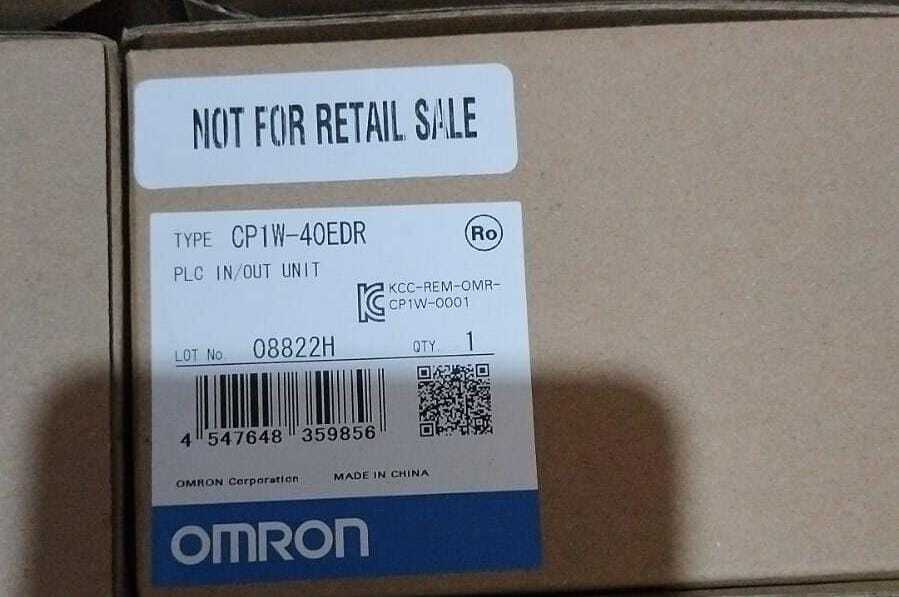 NOT FOR RETAIL SALE
TYPE CP1W-40EDR
Ro
PLC IN/OUT UNIT
KCC-REM-OMR-
CP1W-0001
LOT No. 08822H QTY. 1
4 547648 359856
OMRON Corporation MADE IN CHINA
OMRON